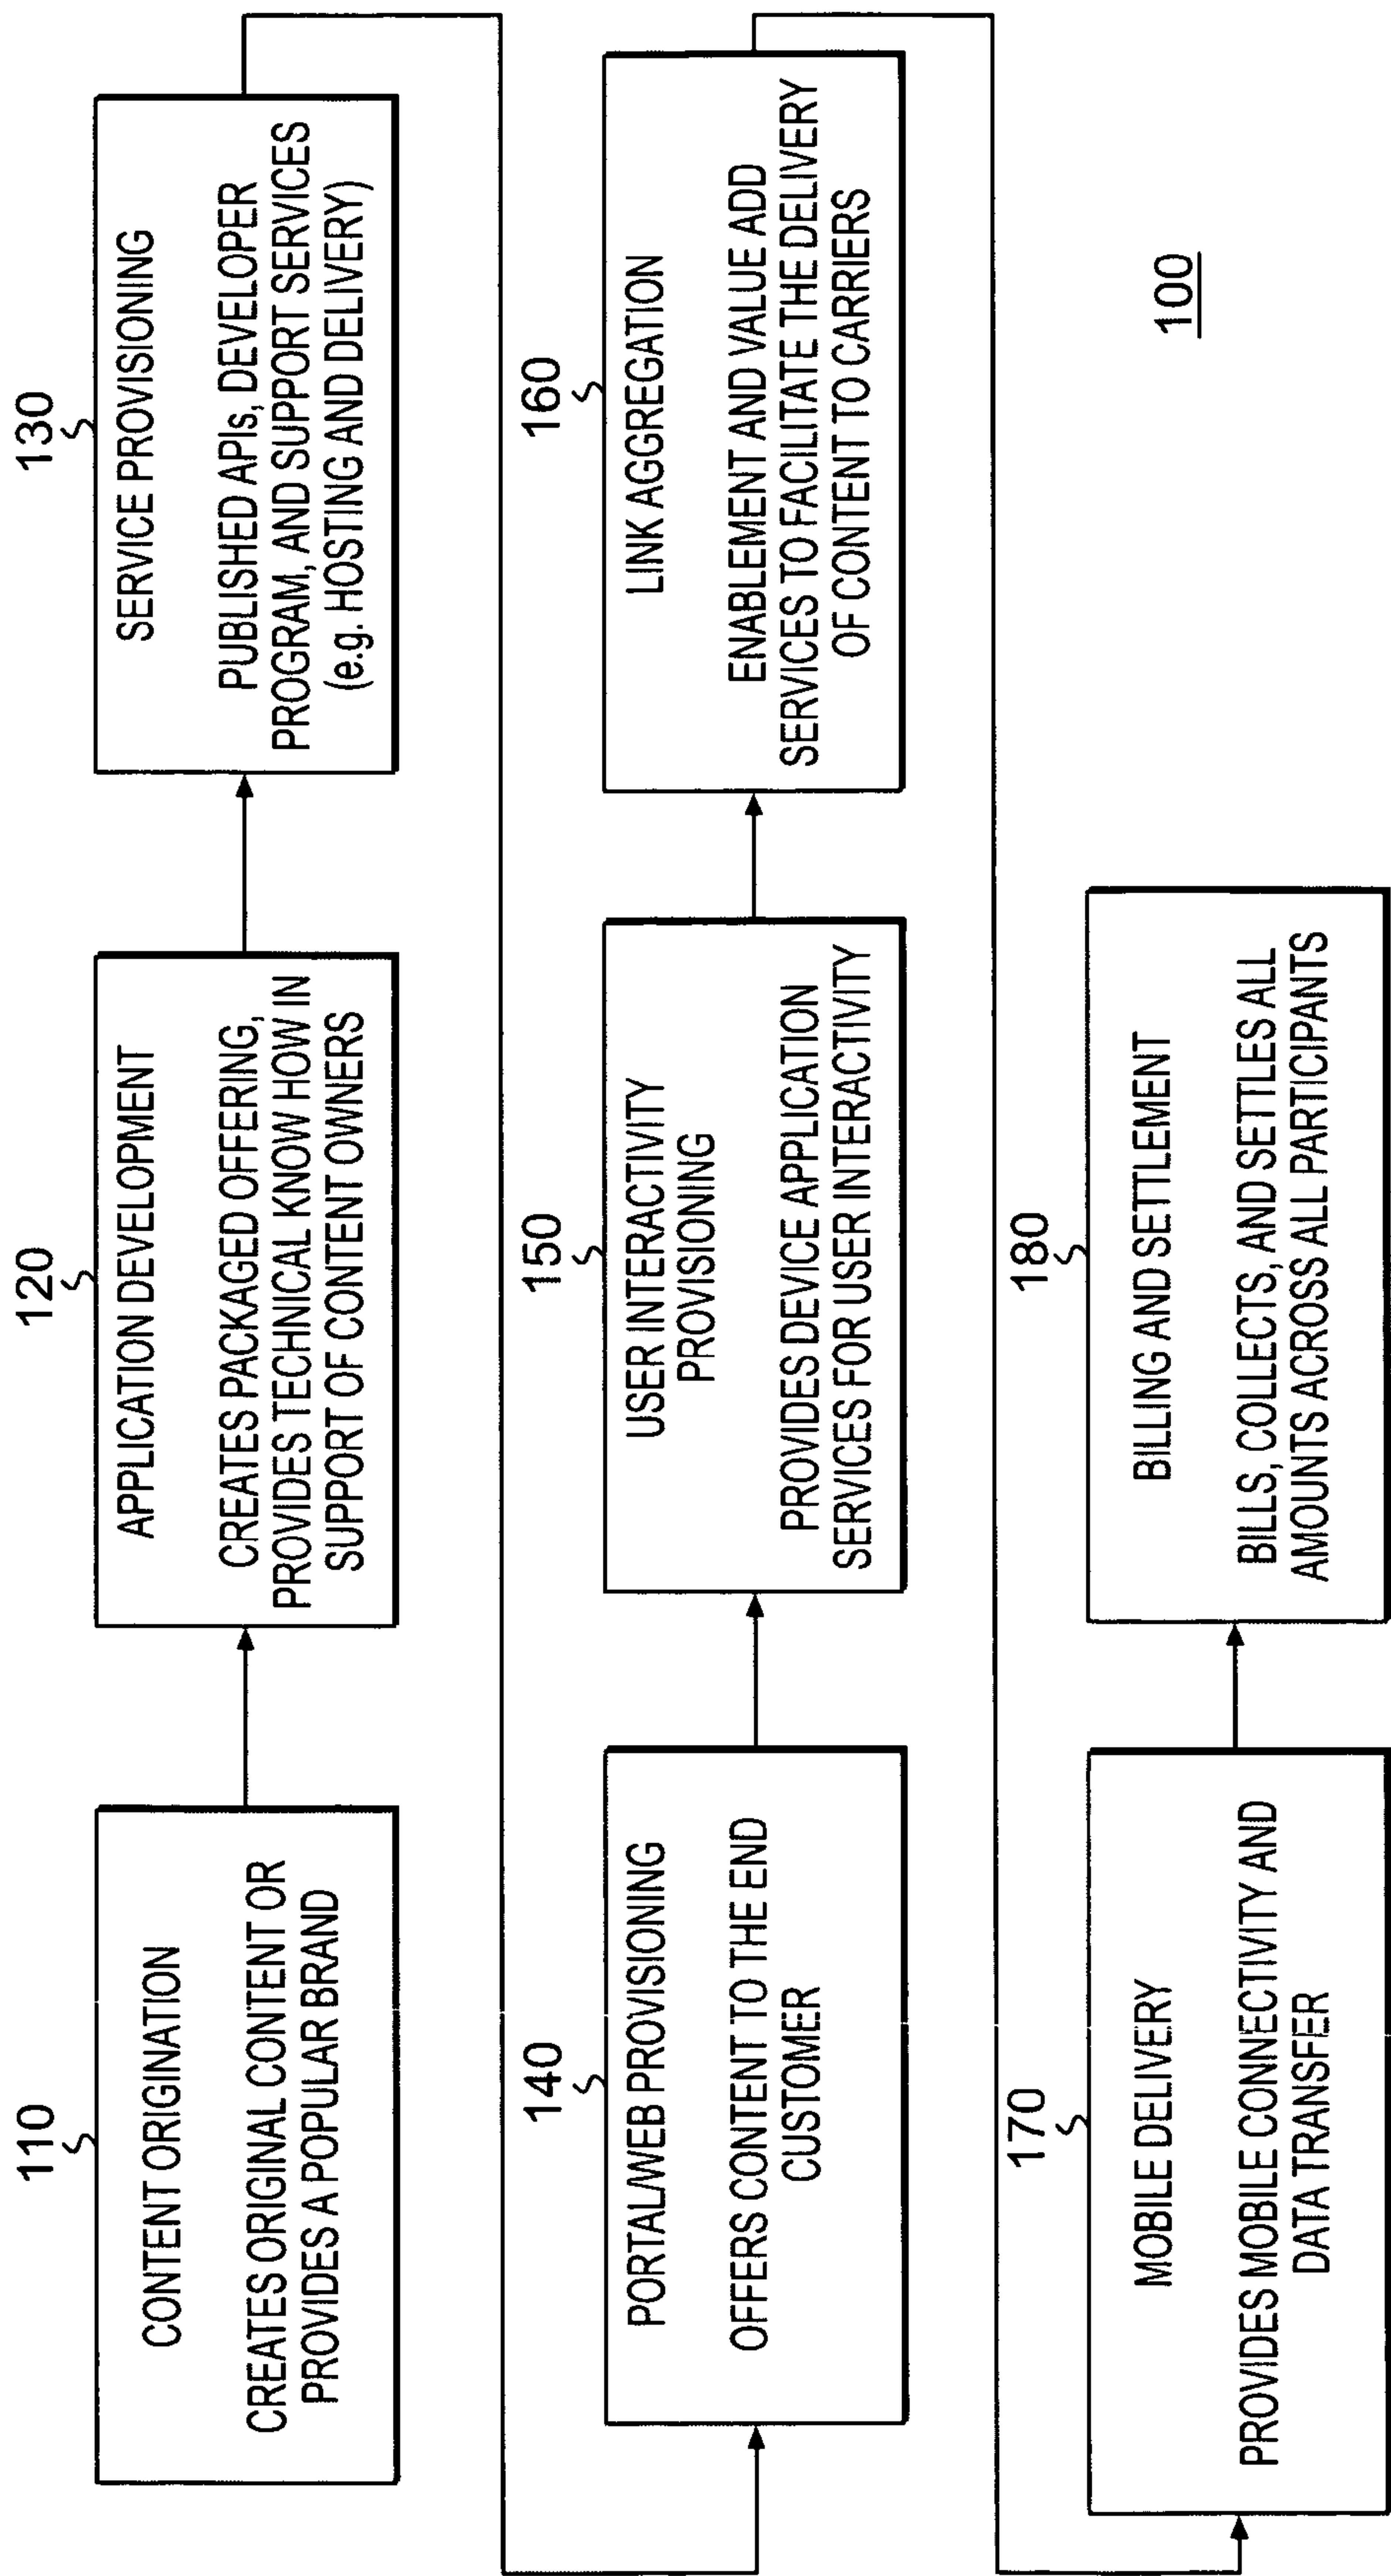 110
CONTENT ORIGINATION
CREATES ORIGINAL CONTENT OR
PROVIDES A POPULAR BRAND
120
APPLICATION DEVELOPMENT
CREATES PACKAGED OFFERING,
PROVIDES TECHNICAL KNOW HOW IN
SUPPORT OF CONTENT OWNERS
130
SERVICE PROVISIONING
PUBLISHED APIs, DEVELOPER
PROGRAM, AND SUPPORT SERVICES
(e.g. HOSTING AND DELIVERY)
140
PORTAL/WEB PROVISIONING
OFFERS CONTENT TO THE END
CUSTOMER
150
USER INTERACTIVITY
PROVISIONING
PROVIDES DEVICE APPLICATION
SERVICES FOR USER INTERACTIVITY
160
LINK AGGREGATION
ENABLEMENT AND VALUE ADD
SERVICES TO FACILITATE THE DELIVERY
OF CONTENT TO CARRIERS
170
MOBILE DELIVERY
PROVIDES MOBILE CONNECTIVITY AND
DATA TRANSFER
180
BILLING AND SETTLEMENT
BILLS, COLLECTS, AND SETTLES ALL
AMOUNTS ACROSS ALL PARTICIPANTS
100